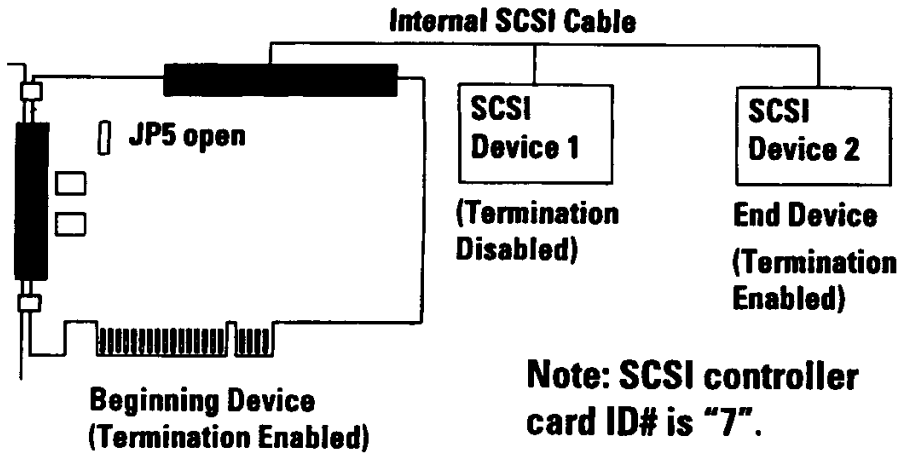 Internal SCSI Cable
JP5 open
SCSI
Device 1
SCSI
Device 2
(Termination
Disabled)
End Device
(Termination
Enabled)
Beginning Device
(Termination Enabled)
Note: SCSI controller
card ID# is “7”.